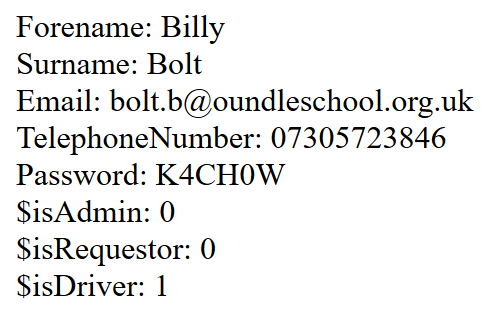 Forename: Billy
Surname: Bolt
Email: bolt.b@oundleschool.org.uk
TelephoneNumber: 07305723846
Password: K4CH0W
$isAdmin: 0
$isRequestor: 0
$isDriver: 1